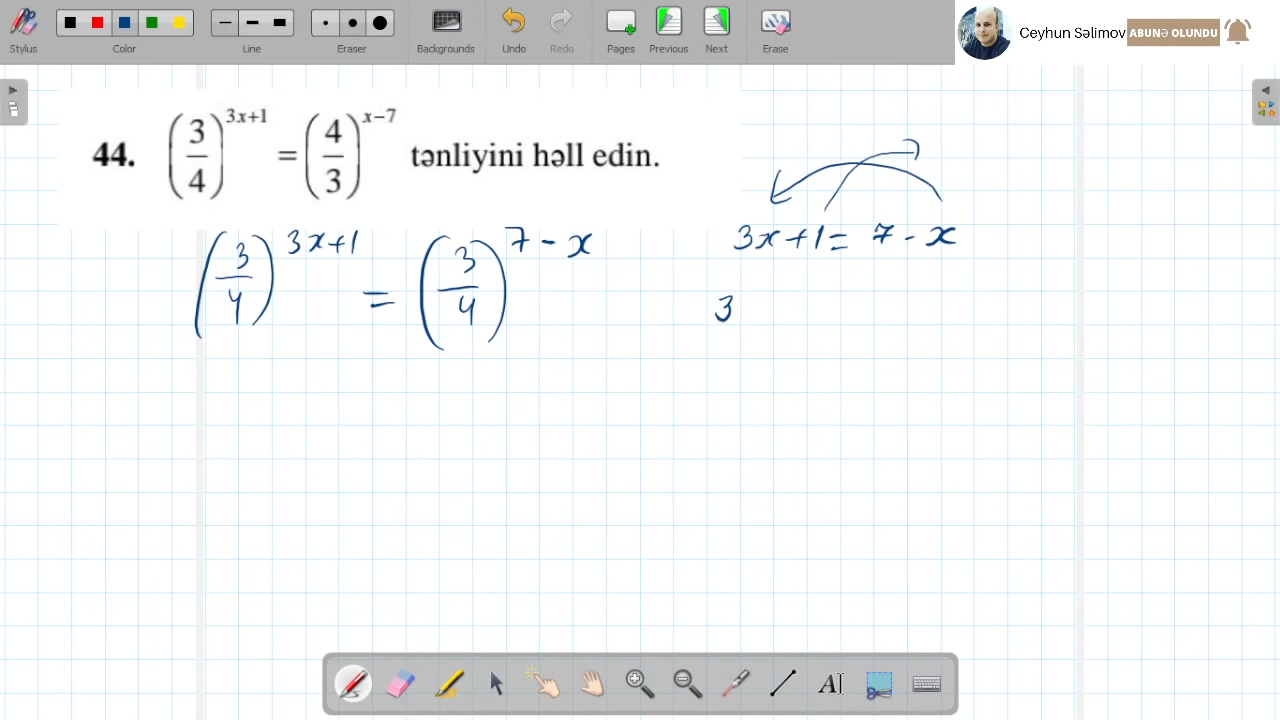 Stylus Color Line Eraser Backgrounds Undo Redo Pages Previous Next Erase
Ceyhun Səlimov ABUNƏ OLUNDU
44. (3/4)^{3x+1} = (4/3)^{x-7} tənliyini həll edin.
(3/4)^{3x+1} = (3/4)^{7-x}
3x+1 = 7-x
3